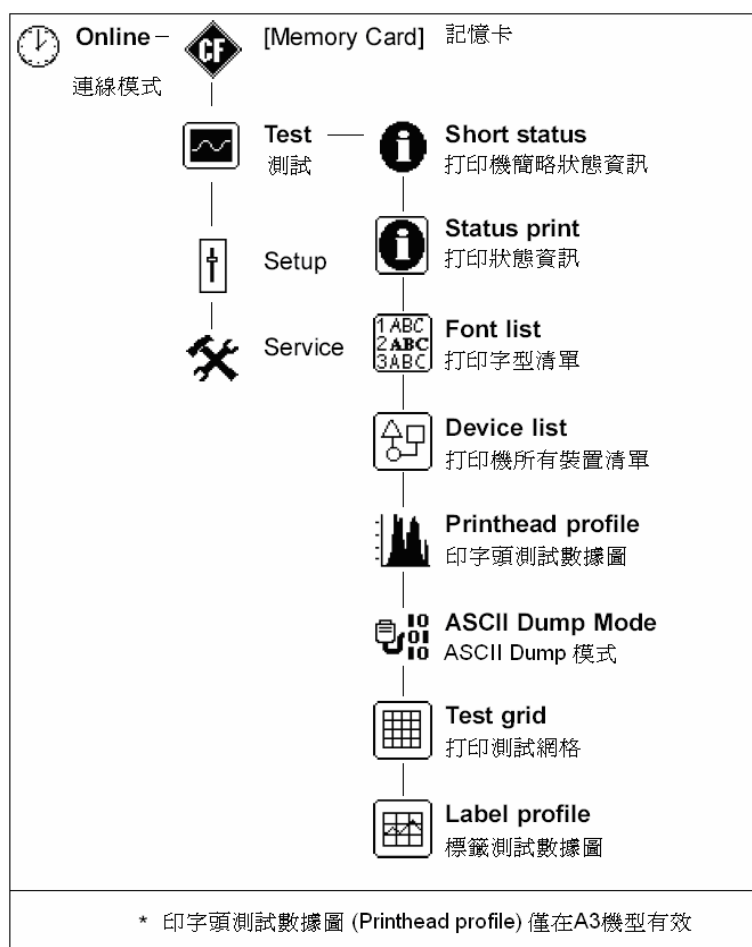 Online
連線模式
CF
[Memory Card] 記憶卡
Test
測試
Setup
Service
Short status
打印機簡略狀態資訊
Status print
打印狀態資訊
1 ABC
2 ABC
3 ABC
Font list
打印字型清單
Device list
打印機所有裝置清單
Printhead profile
印字頭測試數據圖
10
01
10
ASCII Dump Mode
ASCII Dump 模式
Test grid
打印測試網格
Label profile
標籤測試數據圖
* 印字頭測試數據圖 (Printhead profile) 僅在A3機型有效